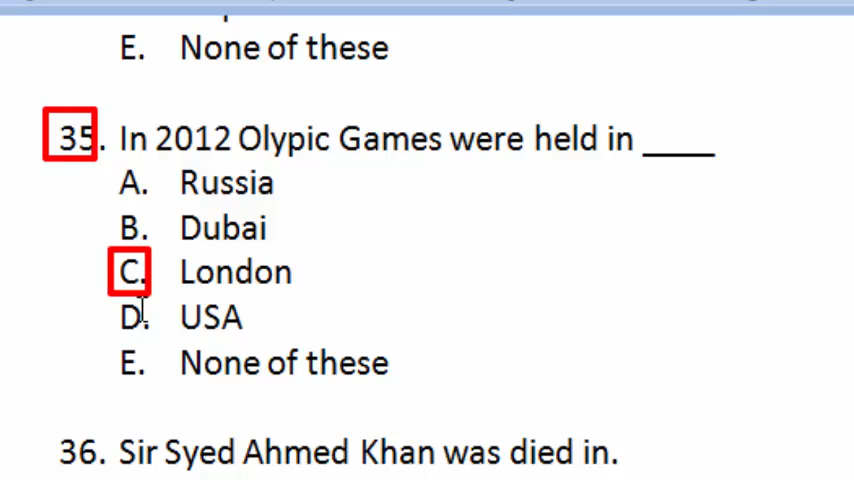 E. None of these
35. In 2012 Olypic Games were held in ____
A. Russia
B. Dubai
C. London
D. USA
E. None of these
36. Sir Syed Ahmed Khan was died in.